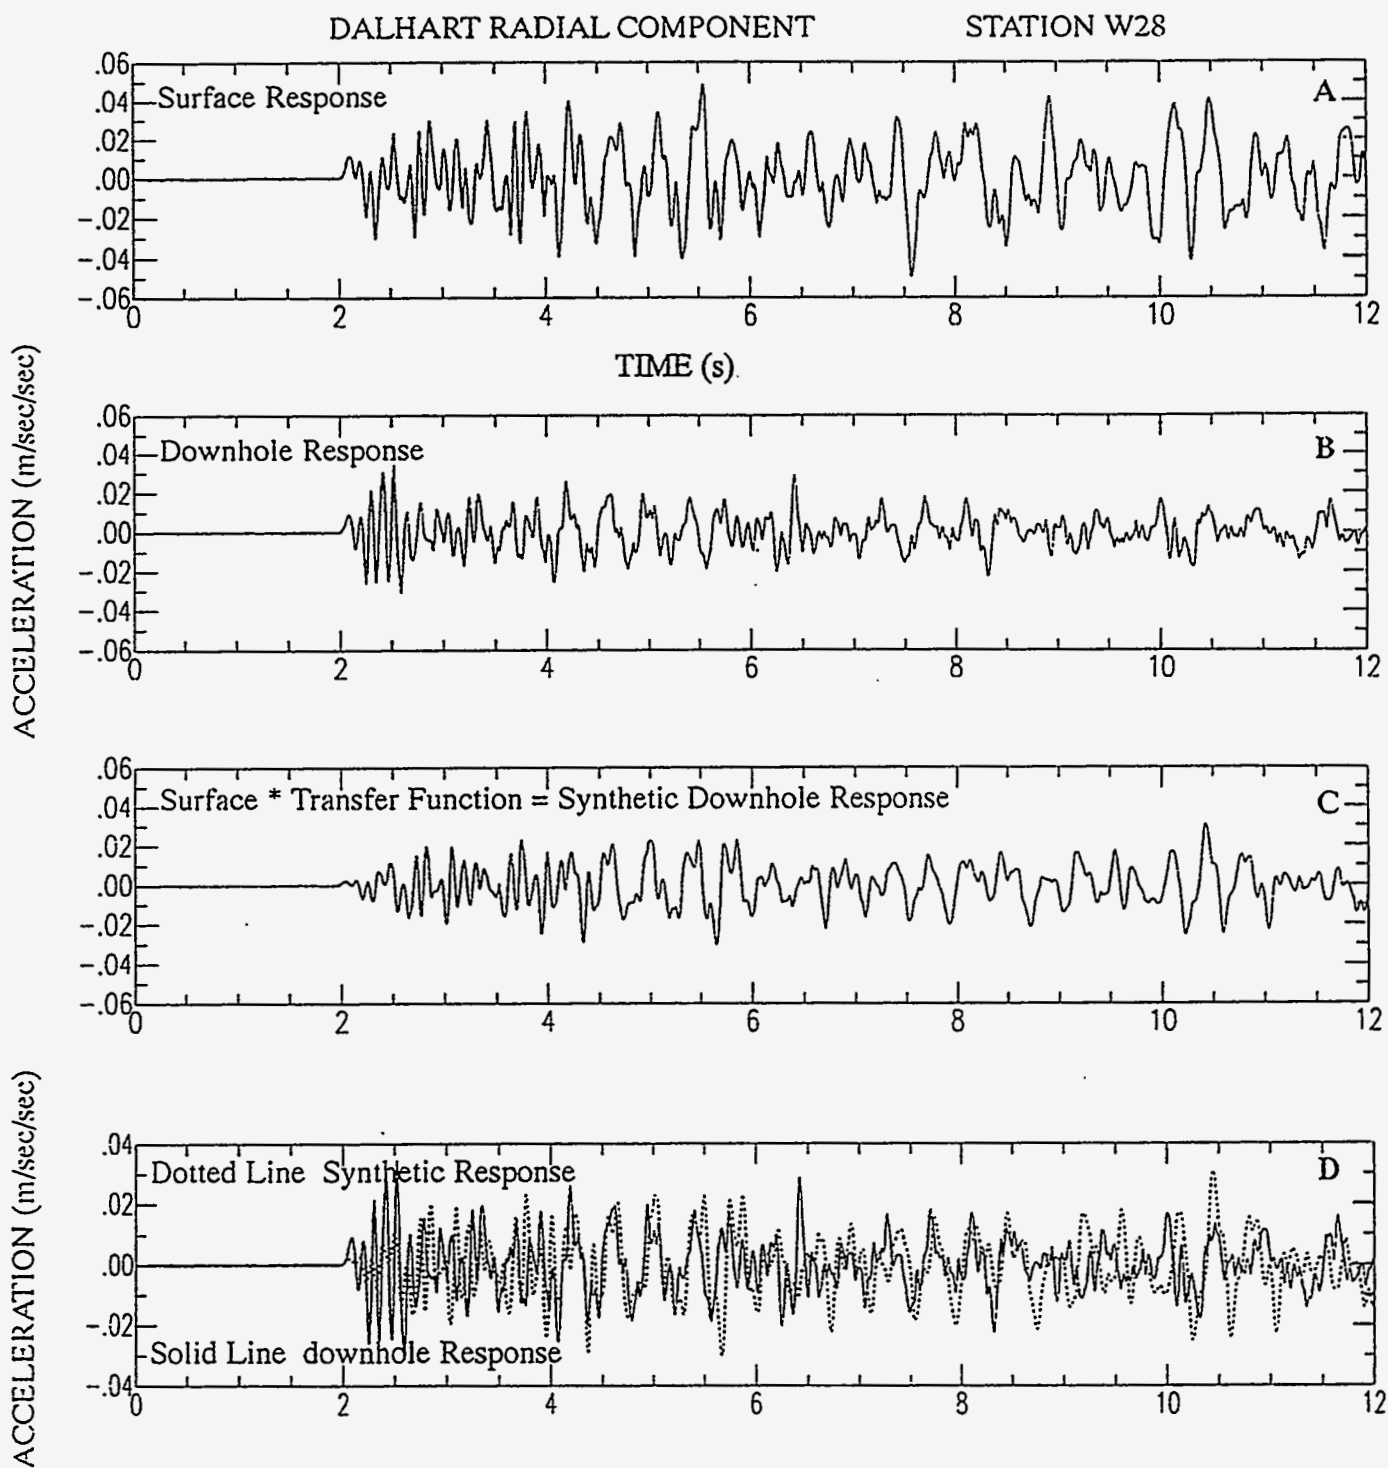 DALHART RADIAL COMPONENT STATION W28
.06
.04
.02
.00
-.02
-.04
-.06
Surface Response A
0 2 4 6 8 10 12
TIME (s)
ACCELERATION (m/sec/sec)
.06
.04
.02
.00
-.02
-.04
-.06
Downhole Response B
0 2 4 6 8 10 12
.06
.04
.02
.00
-.02
-.04
-.06
Surface * Transfer Function = Synthetic Downhole Response C
0 2 4 6 8 10 12
ACCELERATION (m/sec/sec)
.04
.02
.00
-.02
-.04
Dotted Line Synthetic Response D
Solid Line downhole Response
0 2 4 6 8 10 12